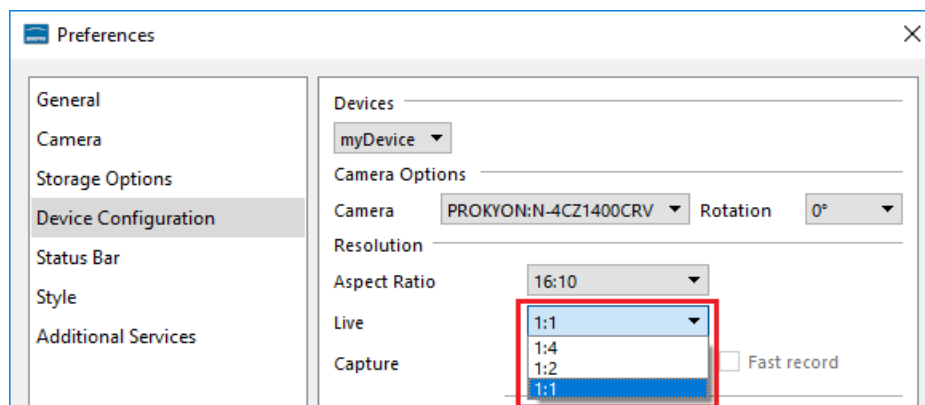 Preferences
General
Camera
Storage Options
Device Configuration
Status Bar
Style
Additional Services
Devices
myDevice
Camera Options
Camera PROKYON:N-4CZ1400CRV Rotation 0°
Resolution
Aspect Ratio 16:10
Live 1:1
1:4
Capture 1:2 Fast record
1:1